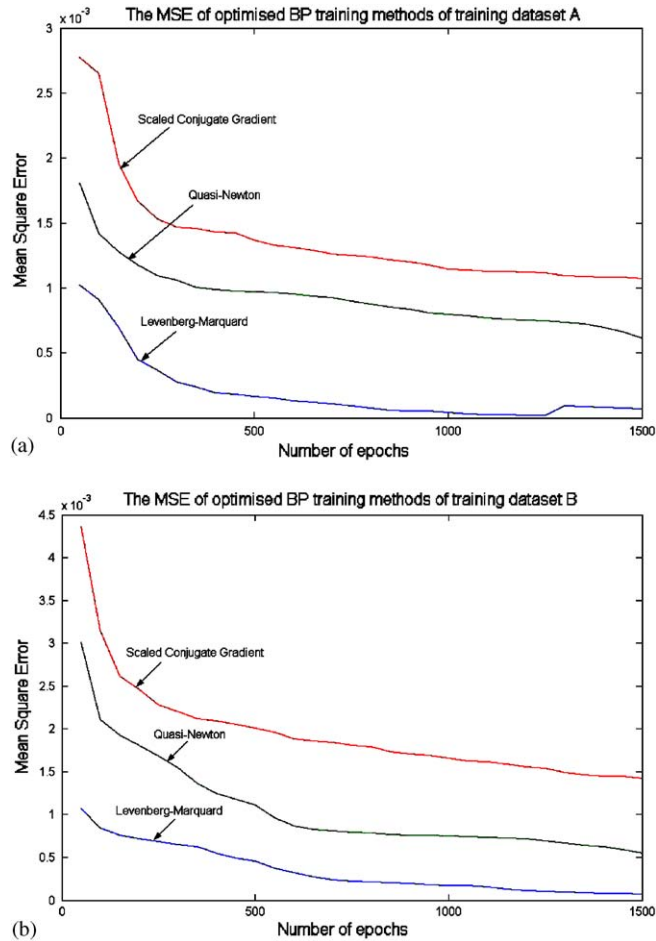 The MSE of optimised BP training methods of training dataset A
x 10⁻³
3
2.5
2
1.5
1
0.5
0
Mean Square Error
Scaled Conjugate Gradient
Quasi-Newton
Levenberg-Marquard
0 500 1000 1500
Number of epochs
(a)
The MSE of optimised BP training methods of training dataset B
x 10⁻³
4.5
4
3.5
3
2.5
2
1.5
1
0.5
0
Mean Square Error
Scaled Conjugate Gradient
Quasi-Newton
Levenberg-Marquard
0 500 1000 1500
Number of epochs
(b)